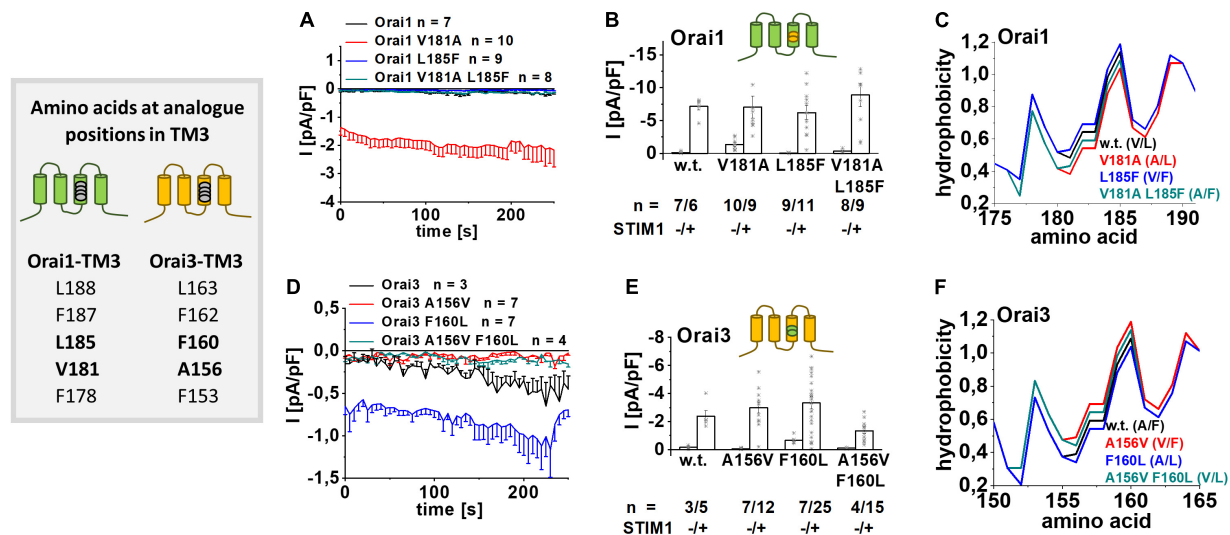 Amino acids at analogue
positions in TM3
Orai1-TM3 Orai3-TM3
L188 L163
F187 F162
L185 F160
V181 A156
F178 F153
A
Orai1 n = 7
Orai1 V181A n = 10
Orai1 L185F n = 9
Orai1 V181A L185F n = 8
I [pA/pF]
1
0
-1
-2
-3
-4
0 100 200
time [s]
B
Orai1
I [pA/pF]
-15
-10
-5
0
w.t. V181A L185F V181A
L185F
n = 7/6 10/9 9/11 8/9
STIM1 -/+ -/+ -/+ -/+
C
Orai1
hydrophobicity
1,2
1,0
0,8
0,6
0,4
0,2
w.t. (V/L)
V181A (A/L)
L185F (V/F)
V181A L185F (A/F)
175 180 185 190
amino acid
D
Orai3 n = 3
Orai3 A156V n = 7
Orai3 F160L n = 7
Orai3 A156V F160L n = 4
I [pA/pF]
0,5
0,0
-0,5
-1,0
-1,5
0 100 200
time [s]
E
Orai3
I [pA/pF]
-8
-6
-4
-2
0
w.t. A156V F160L A156V
F160L
n = 3/5 7/12 7/25 4/15
STIM1 -/+ -/+ -/+ -/+
F
Orai3
hydrophobicity
1,2
1,0
0,8
0,6
0,4
0,2
w.t. (A/F)
A156V (V/F)
F160L (A/L)
A156V F160L (V/L)
150 155 160 165
amino acid